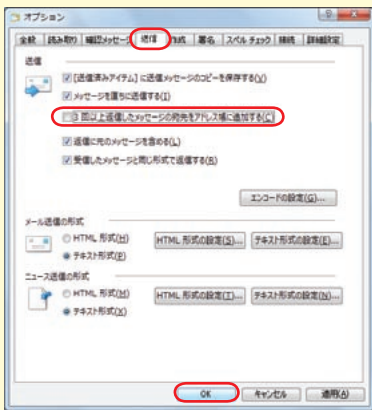 オプション
全般 読み取り 確認メッセージ 送信 作成 署名 スペル チェック 接続 詳細設定
送信
[送信済みアイテム] に送信メッセージのコピーを保存する(V)
メッセージを直ちに送信する(I)
3 回以上返信したメッセージの宛先をアドレス帳に追加する(C)
返信に元のメッセージを含める(L)
受信したメッセージと同じ形式で返信する(R)
エンコードの設定(G)...
メール送信の形式
HTML 形式(H) HTML 形式の設定(S)... テキスト形式の設定(E)...
テキスト形式(P)
ニュース送信の形式
HTML 形式(M) HTML 形式の設定(T)... テキスト形式の設定(N)...
テキスト形式(X)
OK キャンセル 適用(A)